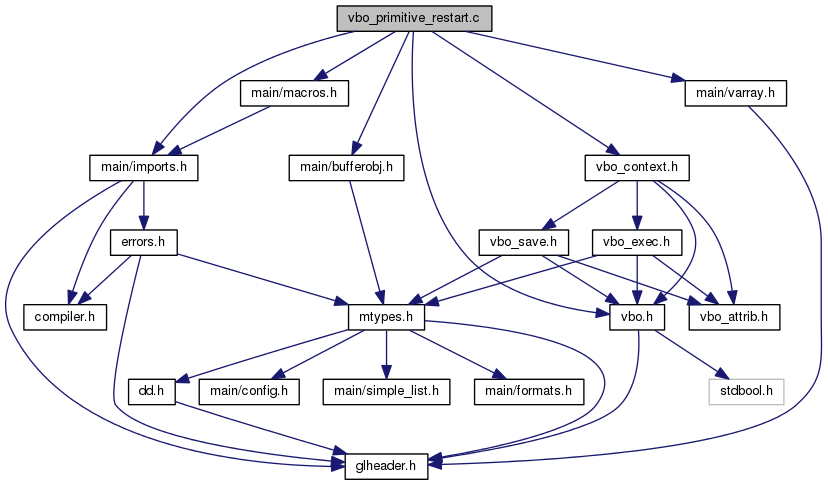 vbo_primitive_restart.c
main/macros.h
main/varray.h
main/imports.h
main/bufferobj.h
vbo_context.h
errors.h
vbo_save.h
vbo_exec.h
compiler.h
mtypes.h
vbo.h
vbo_attrib.h
dd.h
main/config.h
main/simple_list.h
main/formats.h
stdbool.h
glheader.h